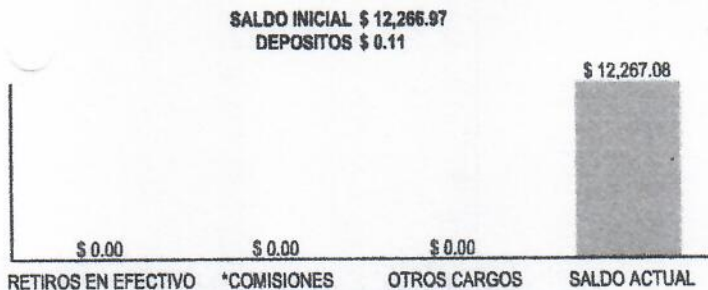 SALDO INICIAL $ 12,266.97
DEPOSITOS $ 0.11
$ 12,267.08
$ 0.00 $ 0.00 $ 0.00
RETIROS EN EFECTIVO *COMISIONES OTROS CARGOS SALDO ACTUAL